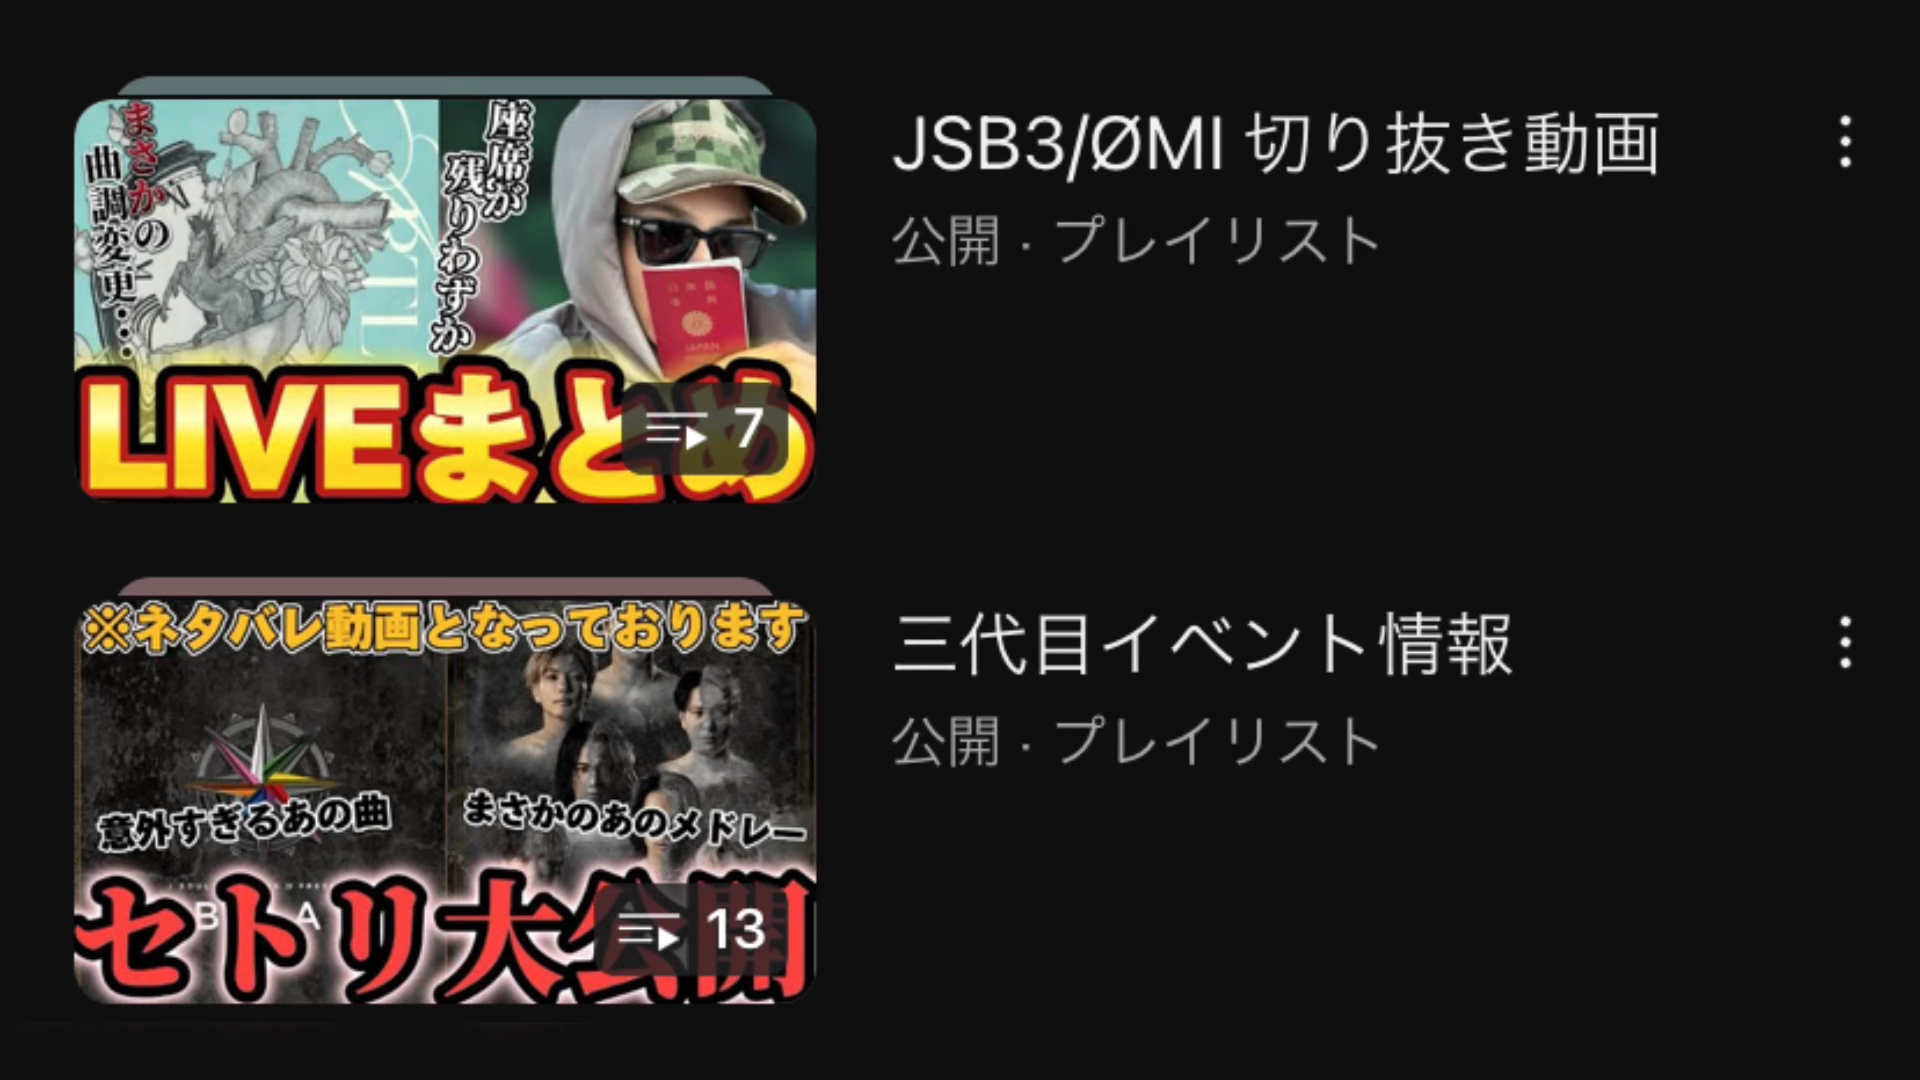 まさかの
曲調変更…
座席が
残りわずか
JAPAN
LIVEまとめ
7
JSB3/ØMI 切り抜き動画
公開 · プレイリスト
※ネタバレ動画となっております
意外すぎるあの曲
まさかのあのメドレー
セトリ大公開
13
三代目イベント情報
公開 · プレイリスト